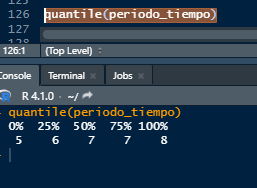 126
quantile(periodo_tiempo)
127
128
126:1
(Top Level)
Console
Terminal ×
Jobs ×
R 4.1.0 · ~/
quantile(periodo_tiempo)
0% 25% 50% 75% 100%
5 6 7 7 8